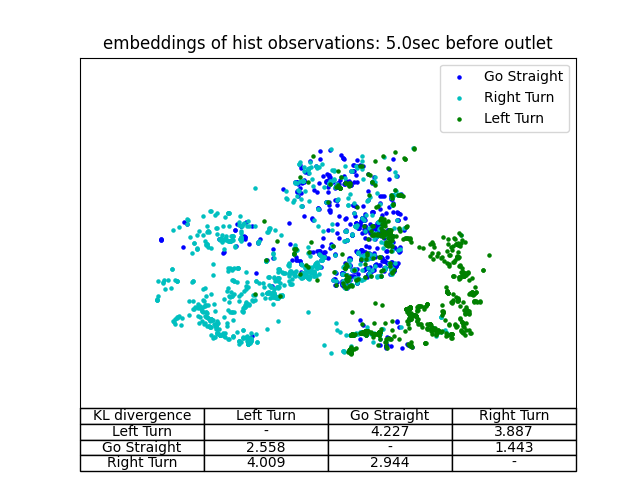 embeddings of hist observations: 5.0sec before outlet
Go Straight
Right Turn
Left Turn
KL divergence Left Turn Go Straight Right Turn
Left Turn - 4.227 3.887
Go Straight 2.558 - 1.443
Right Turn 4.009 2.944 -